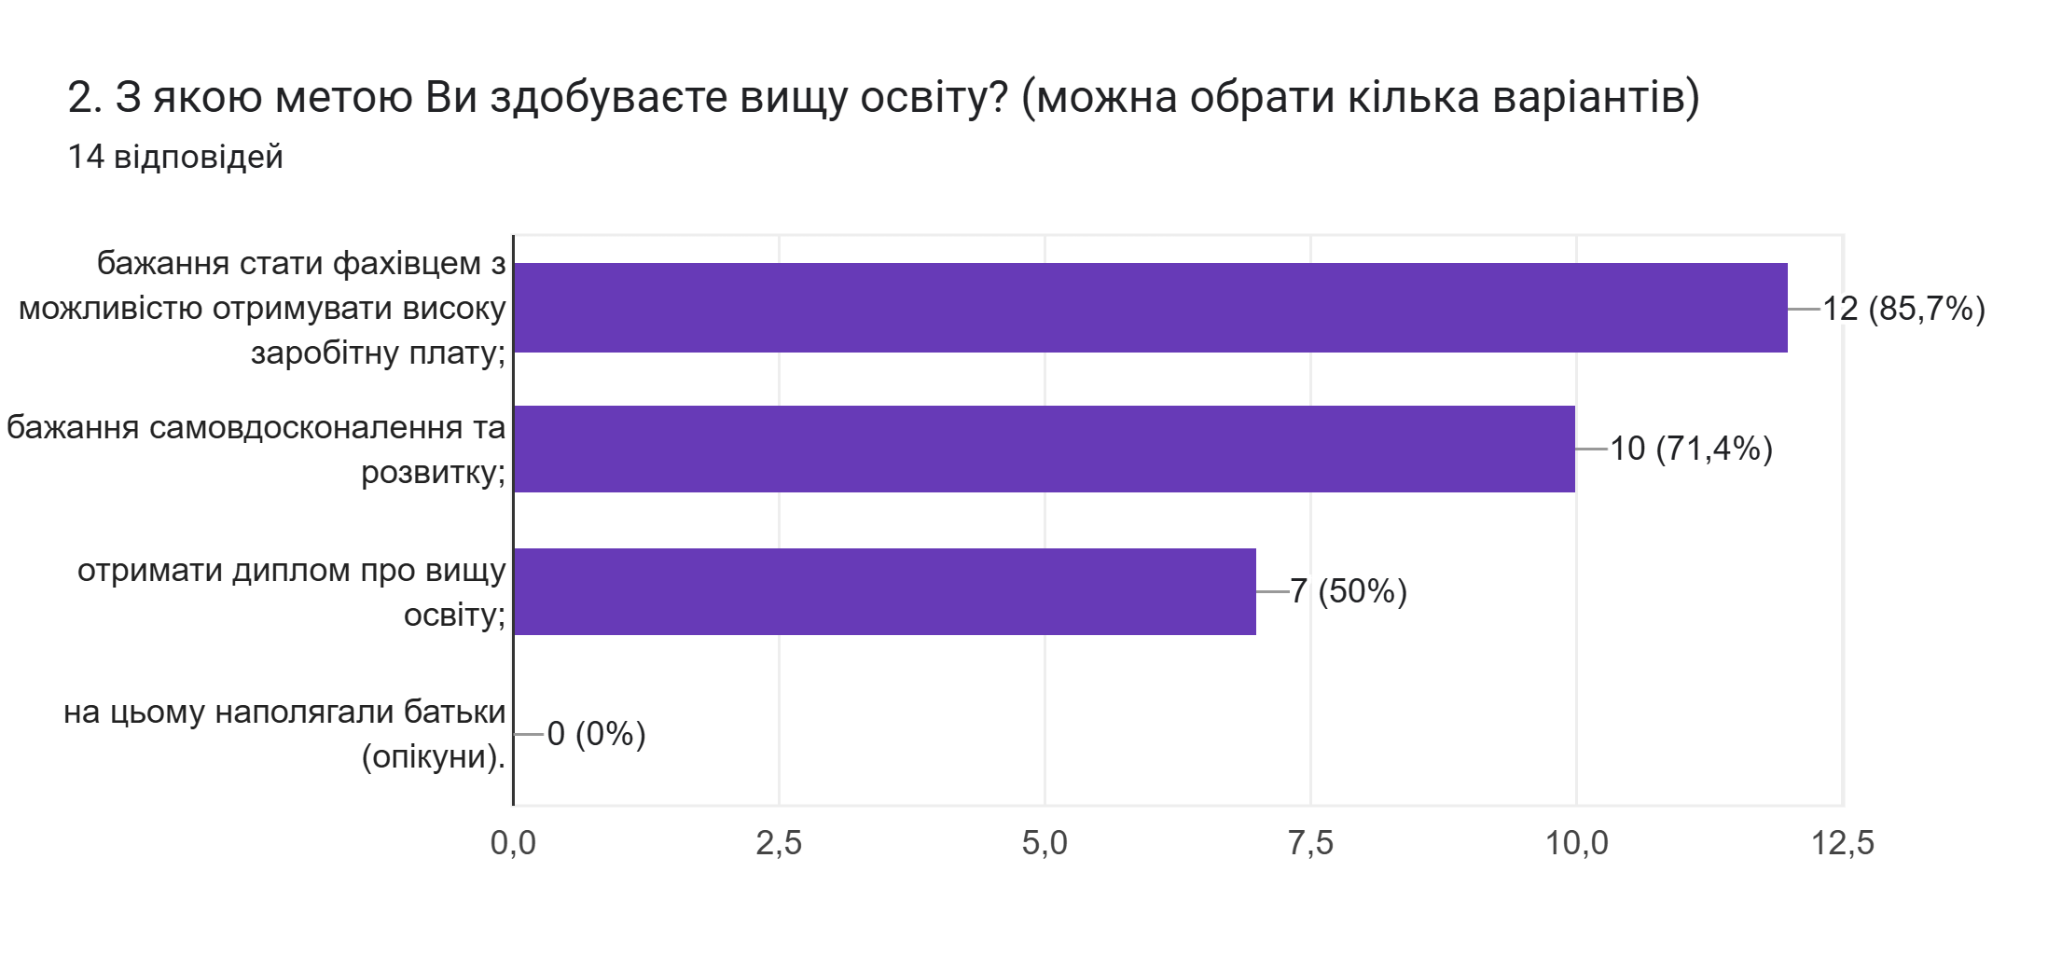 2. З якою метою Ви здобуваєте вищу освіту? (можна обрати кілька варіантів)
14 відповідей
бажання стати фахівцем з
можливістю отримувати високу
заробітну плату;
12 (85,7%)
бажання самовдосконалення та
розвитку;
10 (71,4%)
отримати диплом про вищу
освіту;
7 (50%)
на цьому наполягали батьки
(опікуни).
0 (0%)
0,0 2,5 5,0 7,5 10,0 12,5